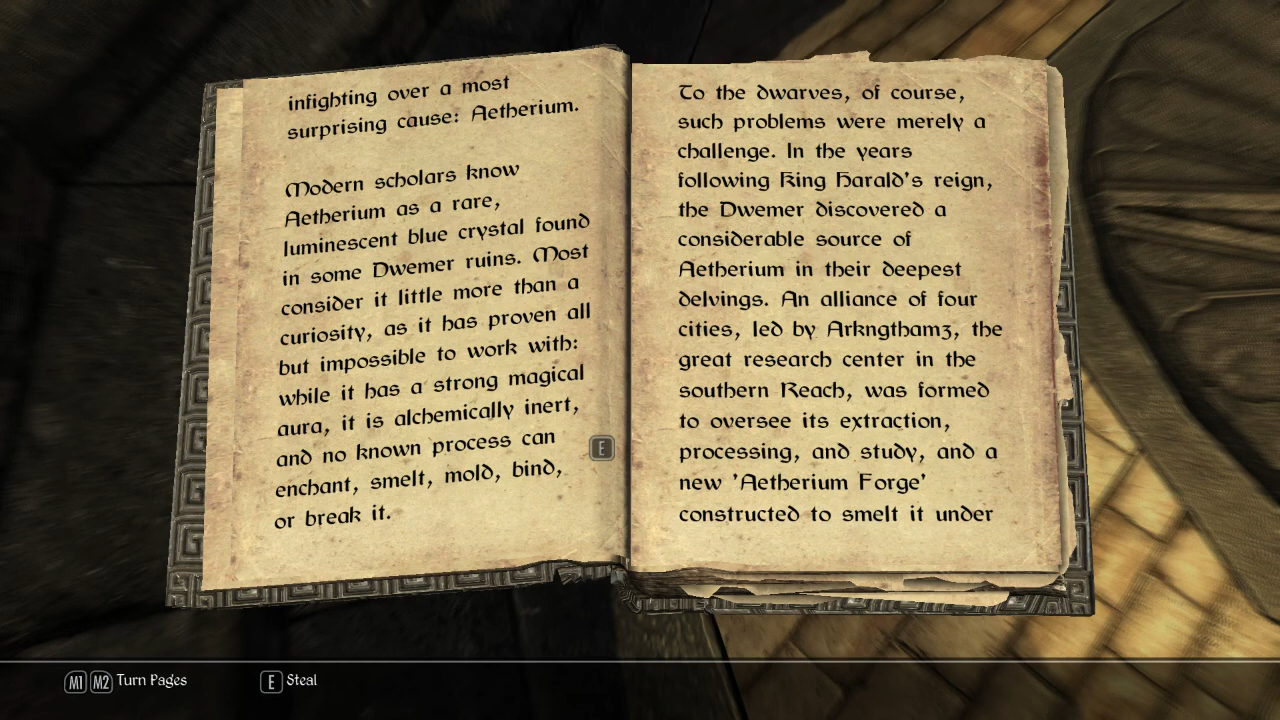 infighting over a most
surprising cause: Aetherium.
Modern scholars know
Aetherium as a rare,
luminescent blue crystal found
in some Dwemer ruins. Most
consider it little more than a
curiosity, as it has proven all
but impossible to work with:
while it has a strong magical
aura, it is alchemically inert,
and no known process can
enchant, smelt, mold, bind,
or break it.
E
To the dwarves, of course,
such problems were merely a
challenge. In the years
following King Harald's reign,
the Dwemer discovered a
considerable source of
Aetherium in their deepest
delvings. An alliance of four
cities, led by Arkngthamz, the
great research center in the
southern Reach, was formed
to oversee its extraction,
processing, and study, and a
new 'Aetherium Forge'
constructed to smelt it under
M1 M2 Turn Pages
E Steal